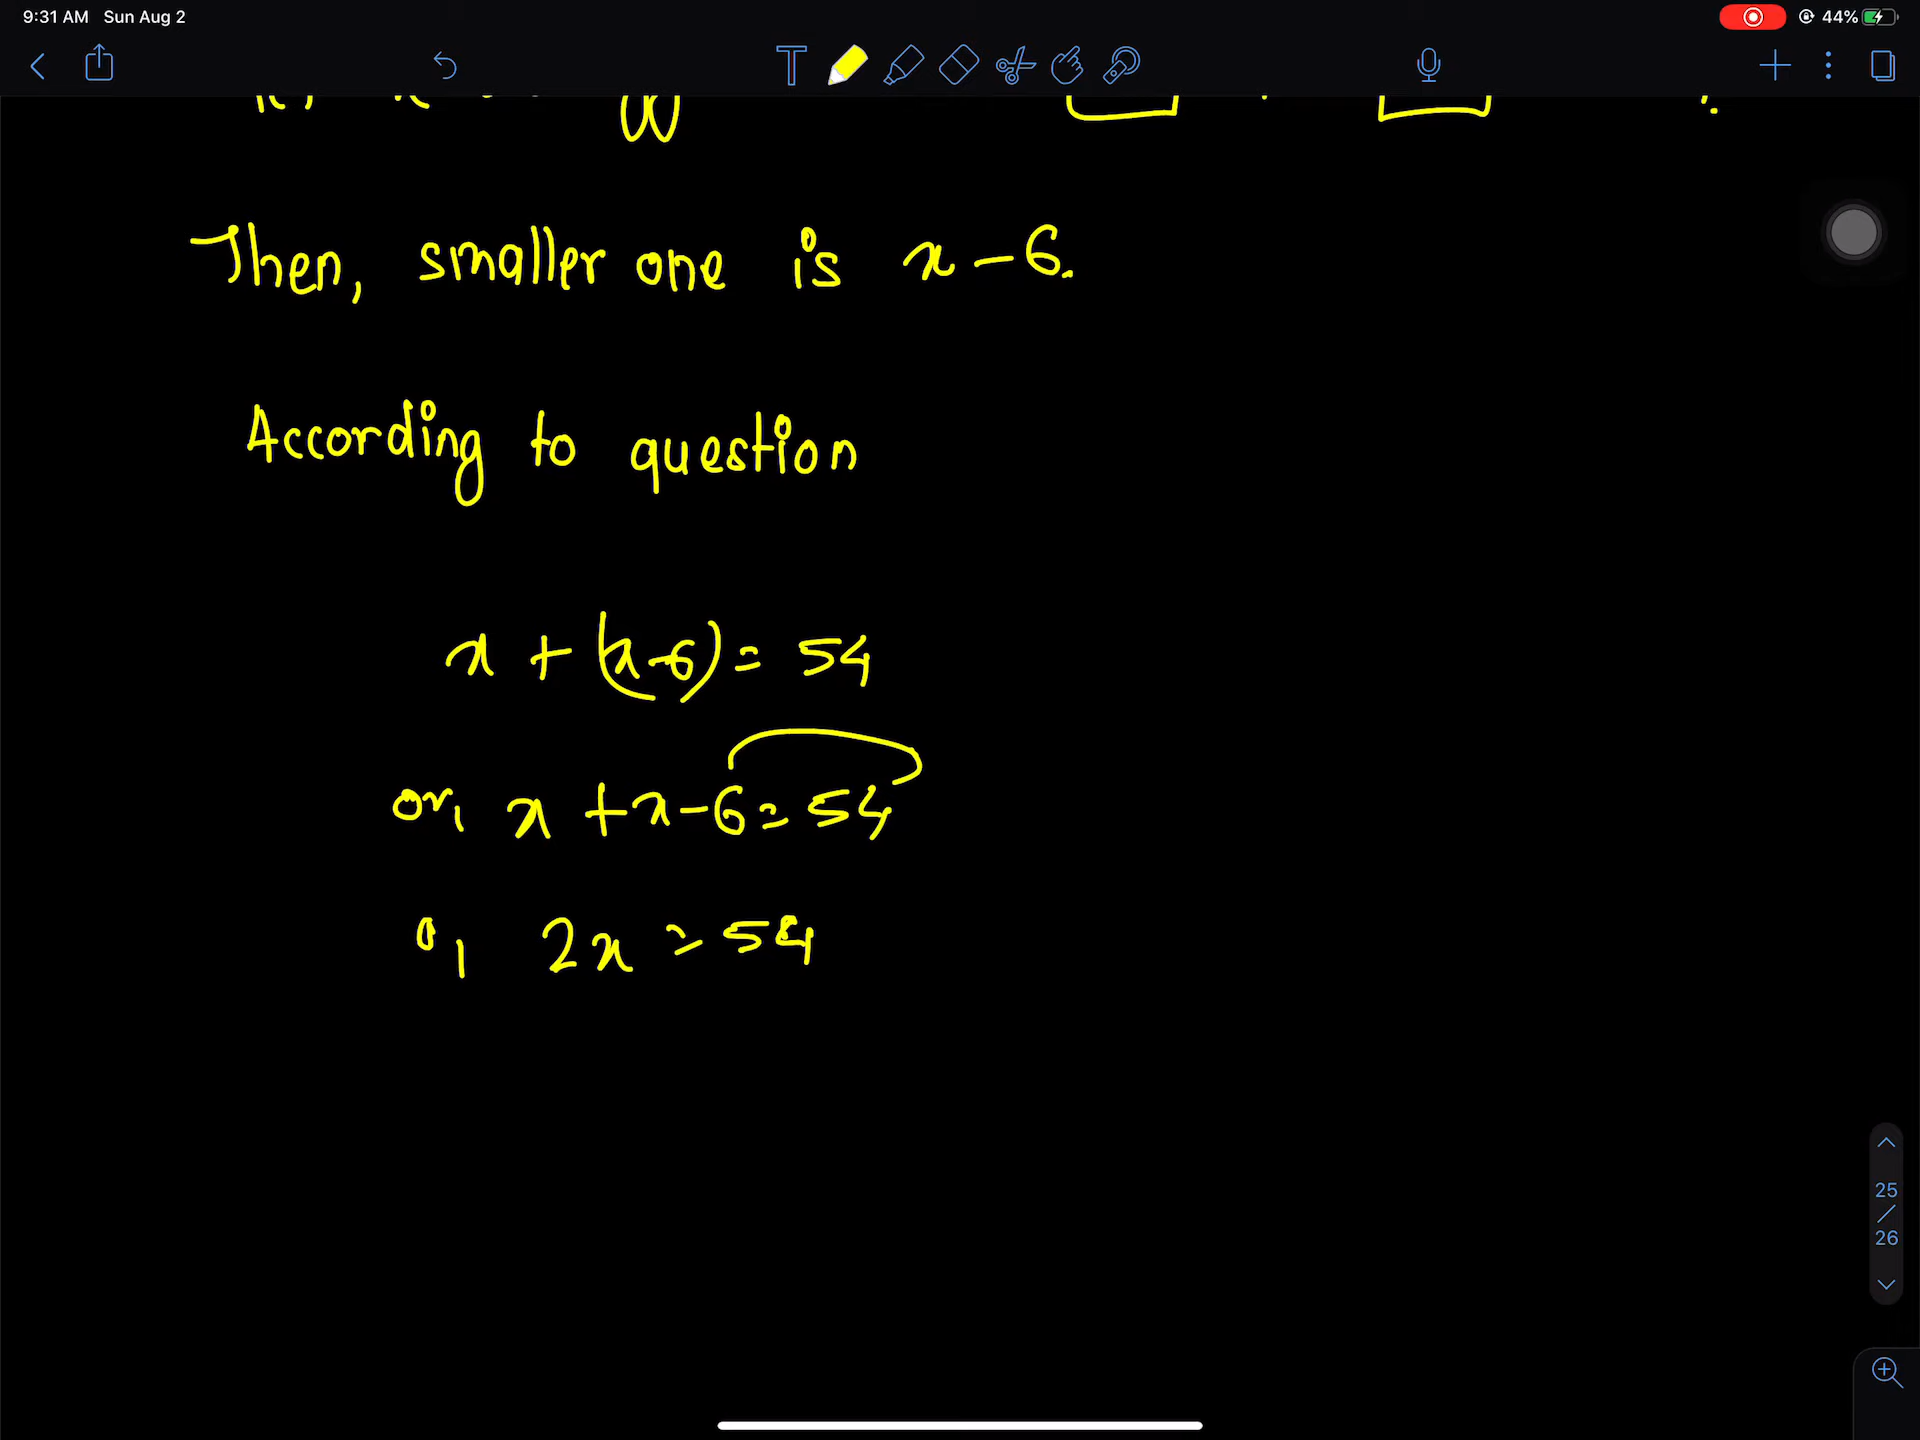 9:31 AM Sun Aug 2 44%
Then, smaller one is x - 6.
According to question
x + (x-6) = 54
or, x + x - 6 = 54
2x = 54
25
/
26